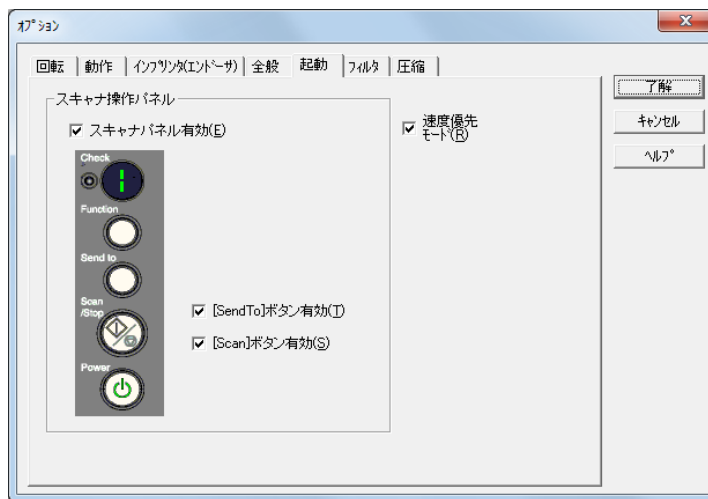 オプション
回転
動作
インプリンタ(エンドーサ)
全般
起動
フィルタ
圧縮
スキャナ操作パネル
スキャナパネル有効(E)
Check
Function
Send to
Scan
/Stop
Power
[SendTo]ボタン有効(T)
[Scan]ボタン有効(S)
速度優先
モード(R)
了解
キャンセル
ヘルプ